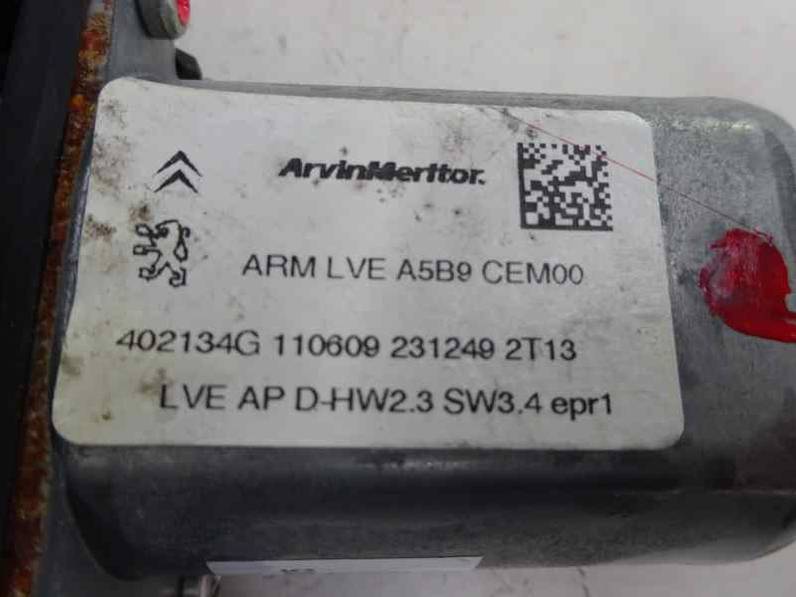 ArvinMeritor.
ARM LVE A5B9 CEM00
402134G 110609 231249 2T13
LVE AP D-HW2.3 SW3.4 epr1